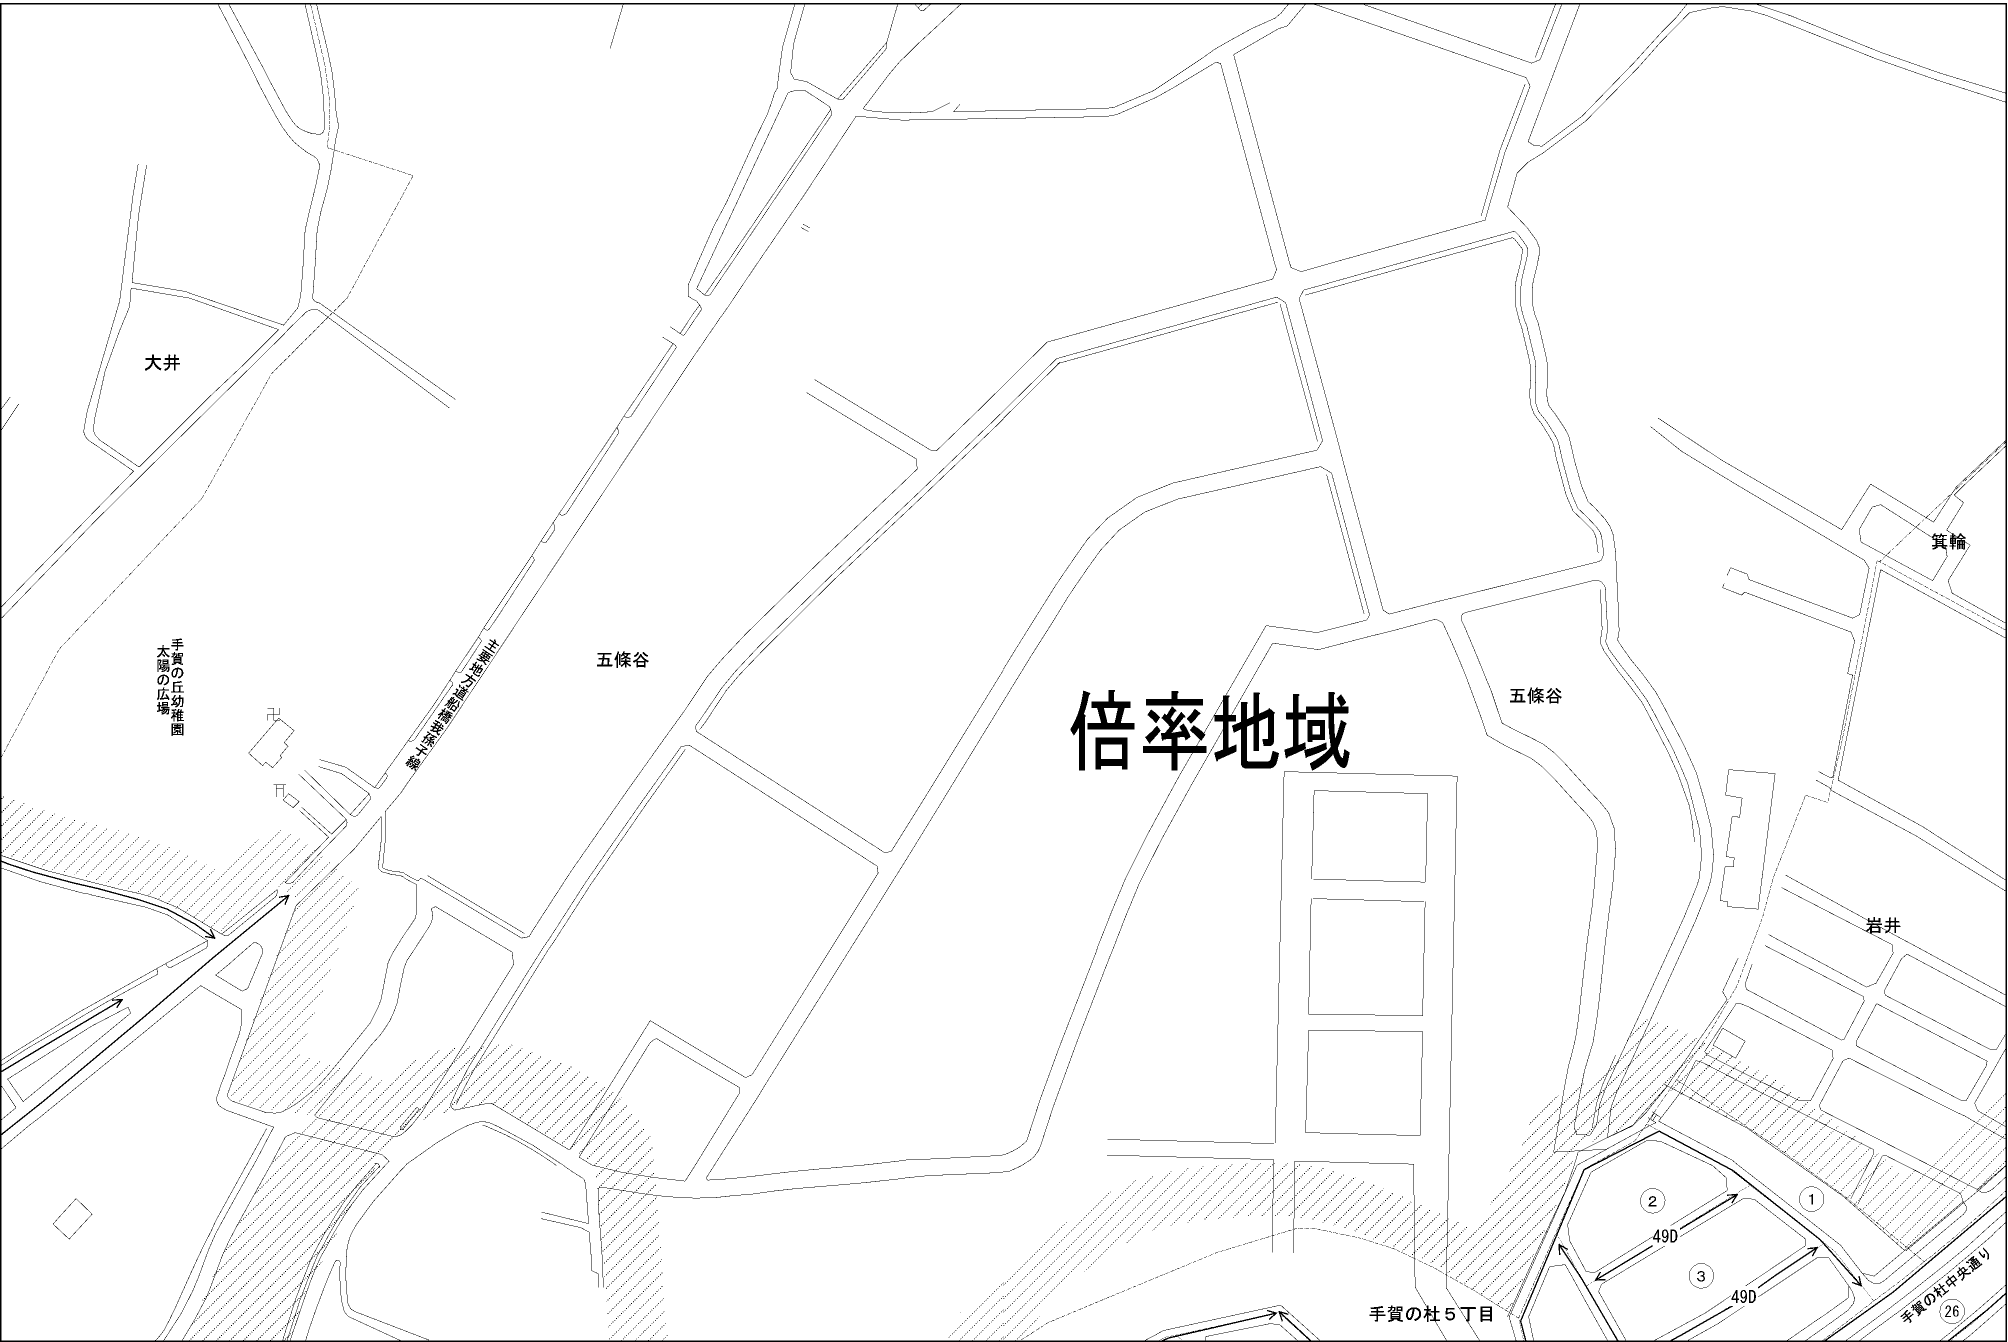 大井
箕輪
手賀の丘幼稚園
太陽の広場
主要地方道船橋我孫子線
五條谷
五條谷
倍率地域
岩井
①
②
49D
③
49D
手賀の杜中央通り
手賀の杜5丁目
㉖